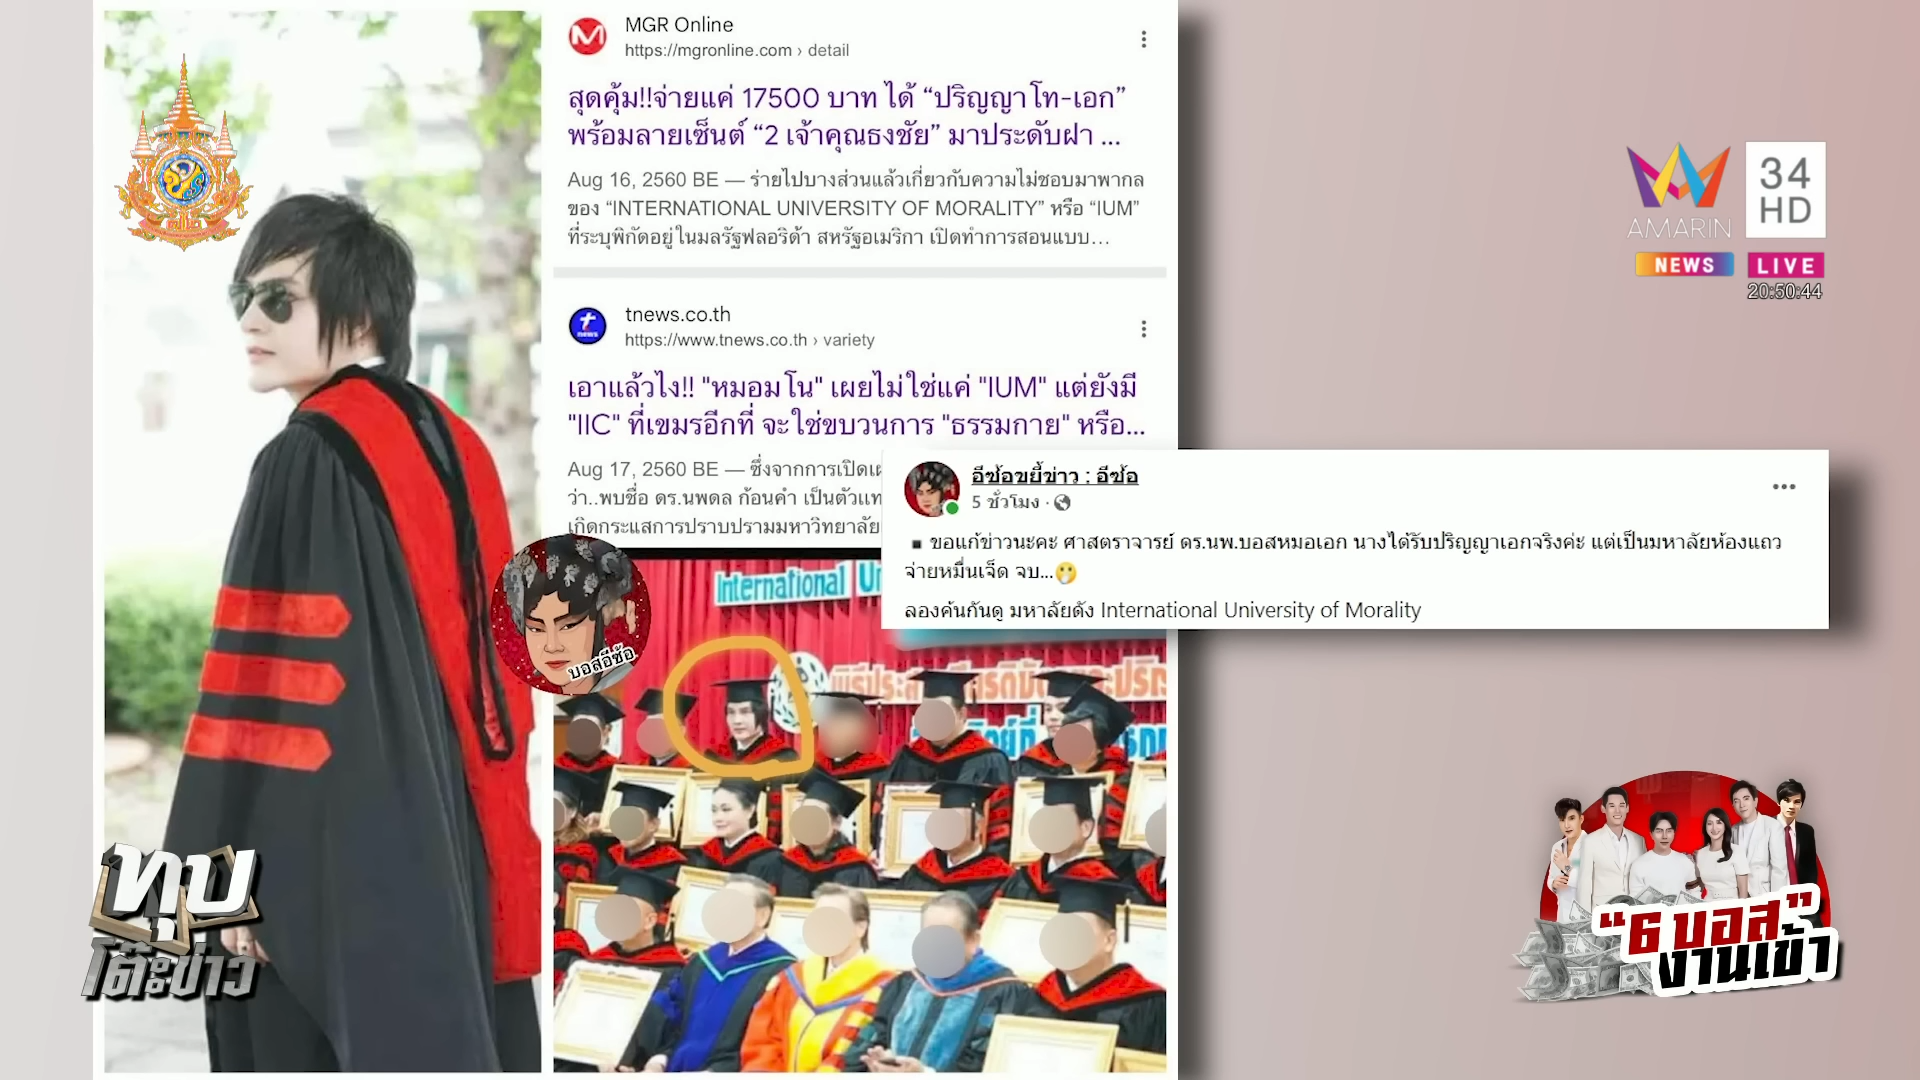 MGR Online
https://mgronline.com › detail
สุดคุ้ม!!จ่ายแค่ 17500 บาท ได้ “ปริญญาโท-เอก”
พร้อมลายเซ็นต์ “2 เจ้าคุณธงชัย” มาประดับฝา ...
Aug 16, 2560 BE — ร่ายไปบางส่วนแล้วเกี่ยวกับความไม่ชอบมาพากล
ของ “INTERNATIONAL UNIVERSITY OF MORALITY” หรือ “IUM”
ที่ระบุพิกัดอยู่ในมลรัฐฟลอริด้า สหรัฐอเมริกา เปิดทำการสอนแบบ…
tnews.co.th
https://www.tnews.co.th › variety
เอาแล้วไง!! "หมอมโน" เผยไม่ใช่แค่ "IUM" แต่ยังมี
"IIC" ที่เขมรอีกที่ จะใช่ขบวนการ "ธรรมกาย" หรือ...
Aug 17, 2560 BE — ซึ่งจากการเปิดเผ
ว่า..พบชื่อ ดร.นพดล ก้อนคำ เป็นตัวแท
เกิดกระแสการปราบปรามมหาวิทยาลัย
AMARIN
34
HD
NEWS
LIVE
20:50:44
อีซ้อขยี้ข่าว : อีซ้อ
5 ชั่วโมง
▪ขอแก้ข่าวนะคะ ศาสตราจารย์ ดร.นพ.บอสหมอเอก นางได้รับปริญญาเอกจริงค่ะ แต่เป็นมหาลัยห้องแถว
จ่ายหมื่นเจ็ด จบ...🫢
ลองค้นกันดู มหาลัยดัง International University of Morality
บอสอีซ้อ
International
ทุบ
โต๊ะข่าว
“6 บอส”
งานเข้า